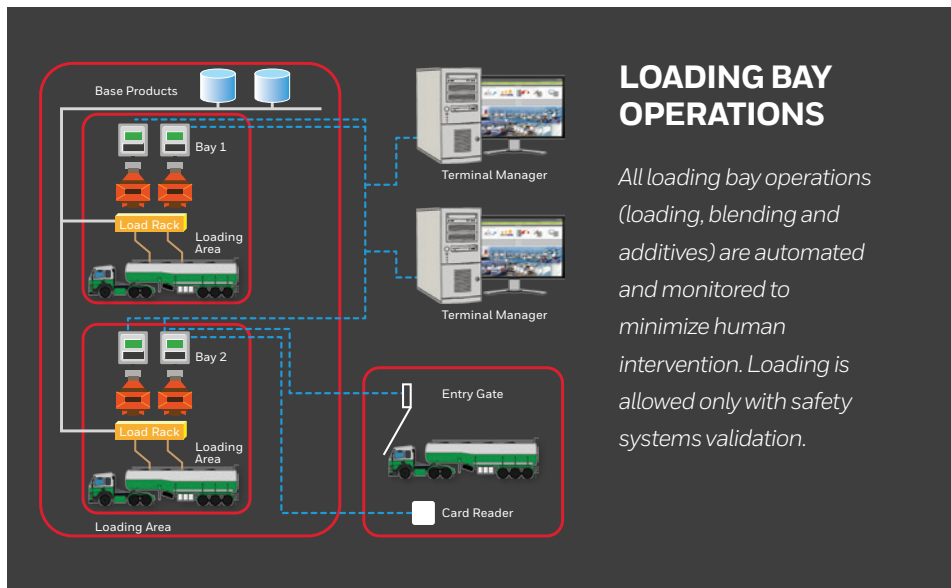 Base Products
Bay 1
Load Rack
Loading
Area
Bay 2
Load Rack
Loading
Area
Loading Area
Terminal Manager
Terminal Manager
Entry Gate
Card Reader
LOADING BAY
OPERATIONS
All loading bay operations
(loading, blending and
additives) are automated
and monitored to
minimize human
intervention. Loading is
allowed only with safety
systems validation.